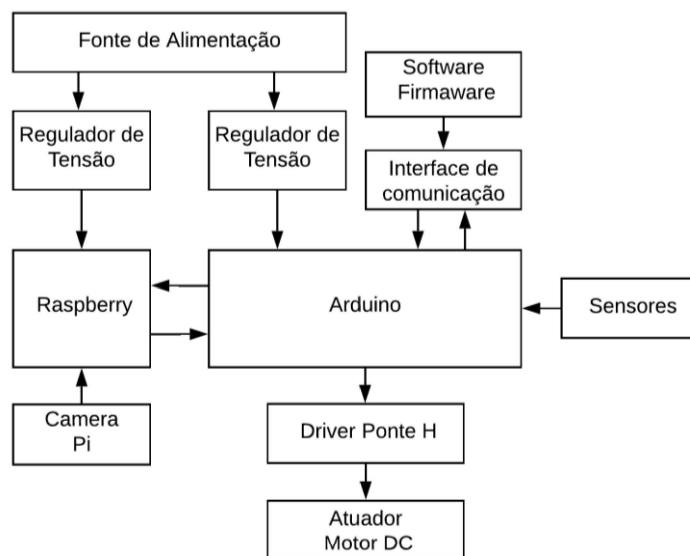 Fonte de Alimentação
Software
Firmaware
Regulador de
Tensão
Regulador de
Tensão
Interface de
comunicação
Raspberry
Arduino
Sensores
Camera
Pi
Driver Ponte H
Atuador
Motor DC